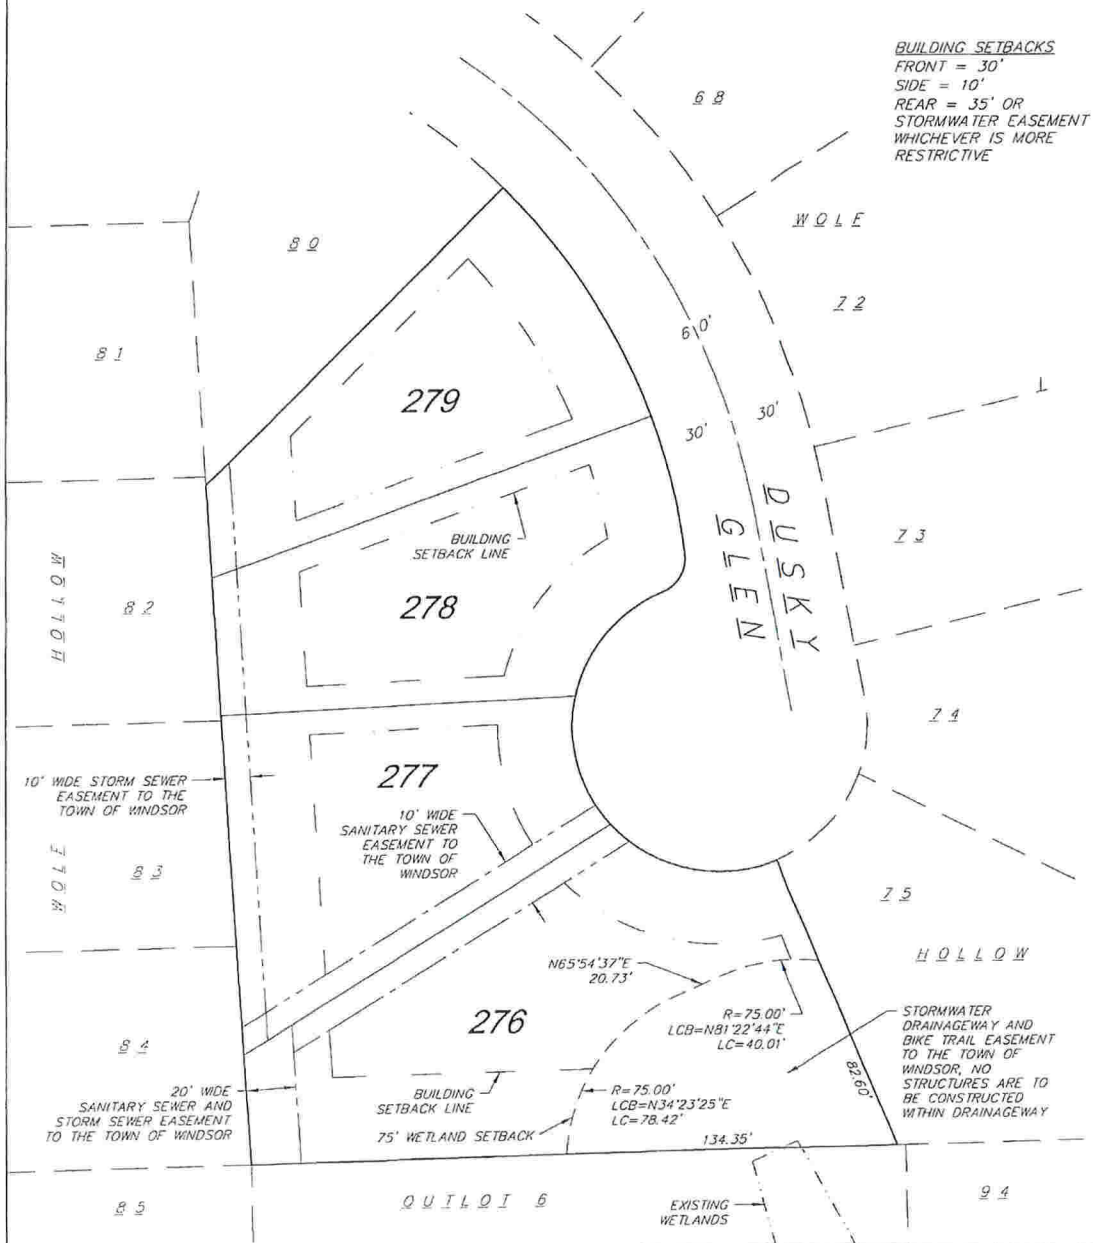 BUILDING SETBACKS
FRONT = 30'
SIDE = 10'
REAR = 35' OR
STORMWATER EASEMENT
WHICHEVER IS MORE
RESTRICTIVE
68
WOLF
80
72
81
60'
279
30'
30'
DUSKY
GLEN
73
BUILDING
SETBACK LINE
HOLLOW
82
278
74
277
10' WIDE STORM SEWER
EASEMENT TO THE
TOWN OF WINDSOR
10' WIDE
SANITARY SEWER
EASEMENT TO
THE TOWN OF
WINDSOR
WOLF
83
75
HOLLOW
N65°54'37"E
20.73'
R=75.00'
LCB=N81°22'44"E
LC=40.01'
276
STORMWATER
DRAINAGEWAY AND
BIKE TRAIL EASEMENT
TO THE TOWN OF
WINDSOR, NO
STRUCTURES ARE TO
BE CONSTRUCTED
WITHIN DRAINAGEWAY
84
82.60'
20' WIDE
SANITARY SEWER AND
STORM SEWER EASEMENT
TO THE TOWN OF WINDSOR
BUILDING
SETBACK LINE
R=75.00'
LCB=N34°23'25"E
LC=78.42'
75' WETLAND SETBACK
134.35'
85
OUTLOT 6
EXISTING
WETLANDS
94